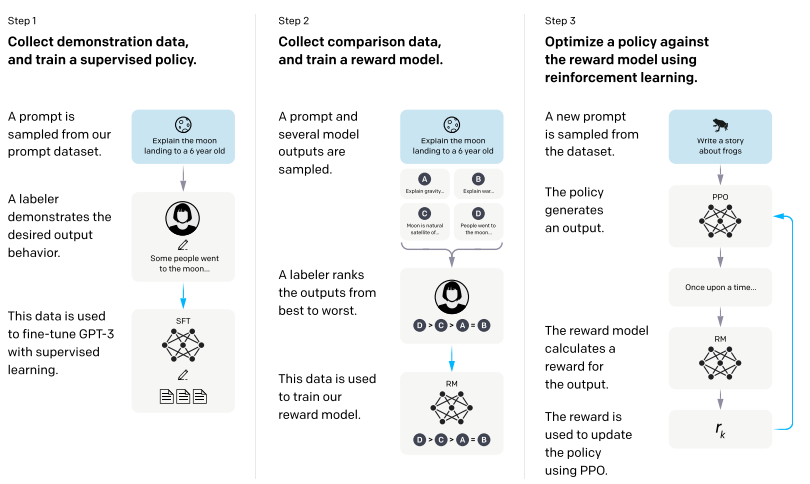 Step 1
Collect demonstration data,
and train a supervised policy.
A prompt is
sampled from our
prompt dataset.
Explain the moon
landing to a 6 year old
A labeler
demonstrates the
desired output
behavior.
Some people went
to the moon...
This data is used
to fine-tune GPT-3
with supervised
learning.
SFT
Step 2
Collect comparison data,
and train a reward model.
A prompt and
several model
outputs are
sampled.
Explain the moon
landing to a 6 year old
A
Explain gravity...
B
Explain war...
C
Moon is natural
satellite of...
D
People went to
the moon...
A labeler ranks
the outputs from
best to worst.
D > C > A = B
This data is used
to train our
reward model.
RM
D > C > A = B
Step 3
Optimize a policy against
the reward model using
reinforcement learning.
A new prompt
is sampled from
the dataset.
Write a story
about frogs
The policy
generates
an output.
PPO
Once upon a time...
The reward model
calculates a
reward for
the output.
RM
The reward is
used to update
the policy
using PPO.
rₖ